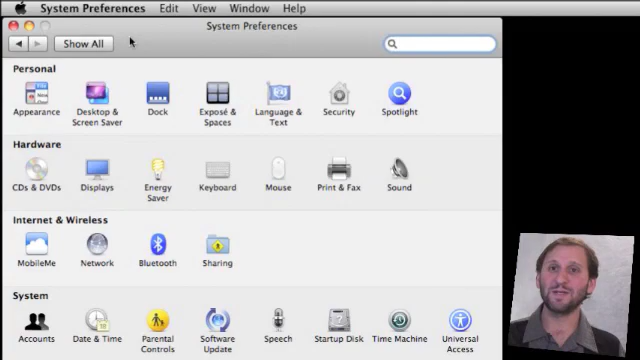 System Preferences Edit View Window Help
System Preferences
Show All
Personal
Appearance Desktop & Screen Saver Dock Exposé & Spaces Language & Text Security Spotlight
Hardware
CDs & DVDs Displays Energy Saver Keyboard Mouse Print & Fax Sound
Internet & Wireless
MobileMe Network Bluetooth Sharing
System
Accounts Date & Time Parental Controls Software Update Speech Startup Disk Time Machine Universal Access